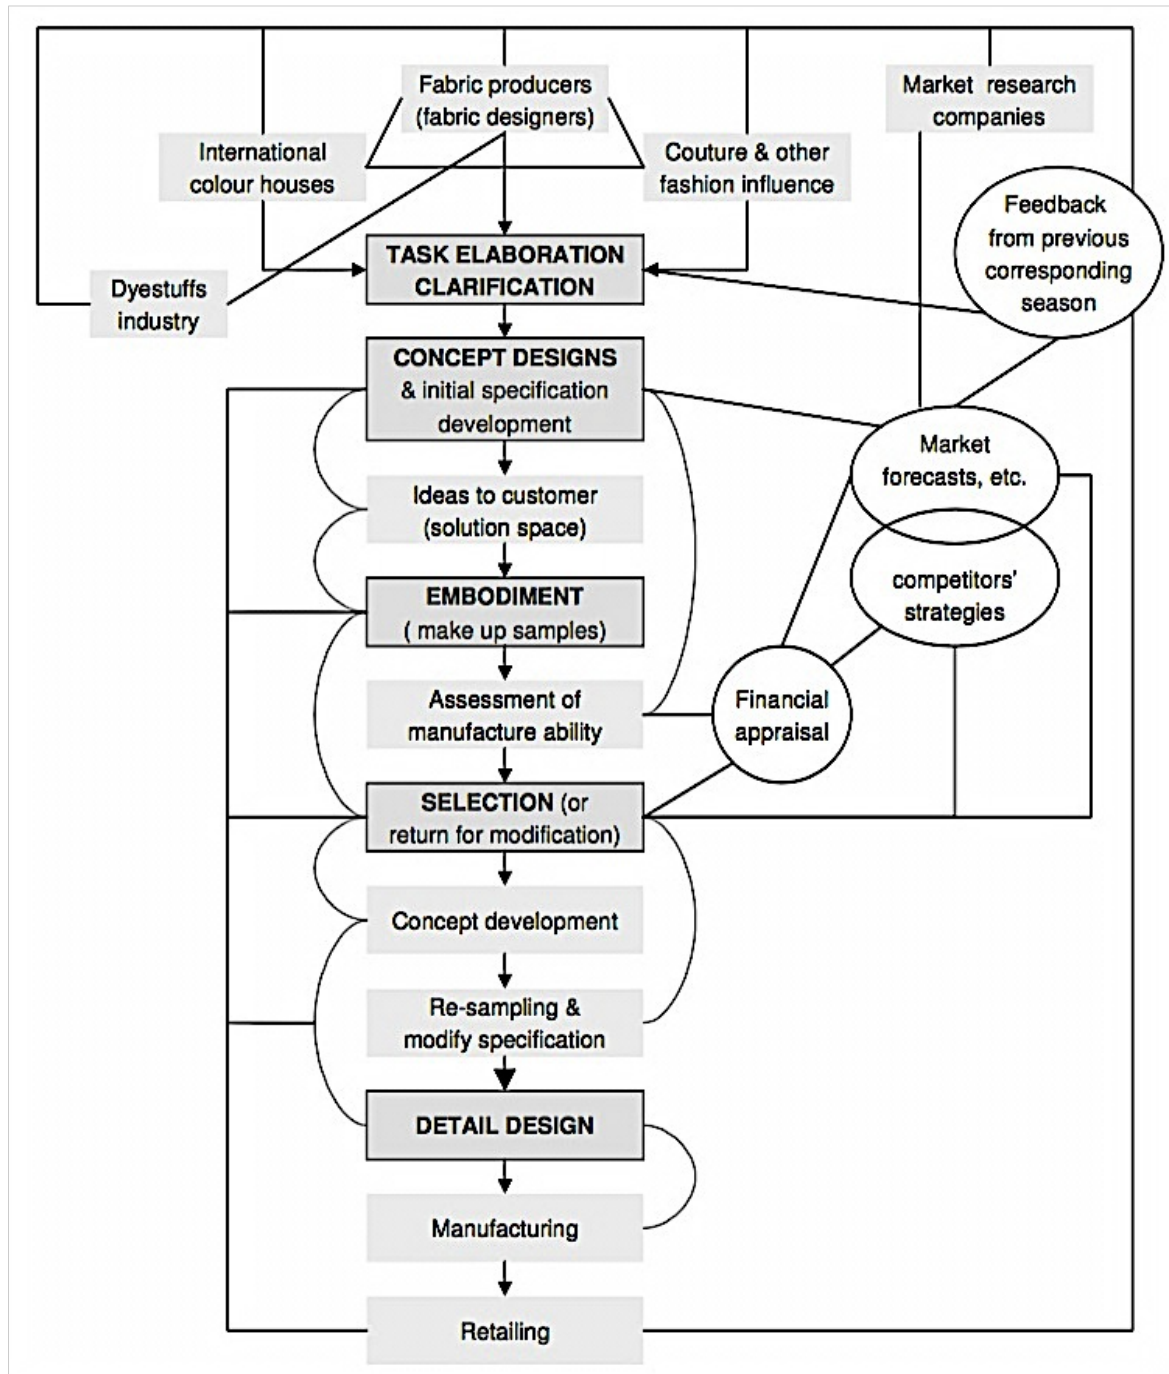 Fabric producers
(fabric designers)
Market research
companies
International
colour houses
Couture & other
fashion influence
Feedback
from previous
corresponding
season
TASK ELABORATION
CLARIFICATION
Dyestuffs
industry
CONCEPT DESIGNS
& initial specification
development
Market
forecasts, etc.
Ideas to customer
(solution space)
competitors'
strategies
EMBODIMENT
( make up samples)
Assessment of
manufacture ability
Financial
appraisal
SELECTION (or
return for modification)
Concept development
Re-sampling &
modify specification
DETAIL DESIGN
Manufacturing
Retailing